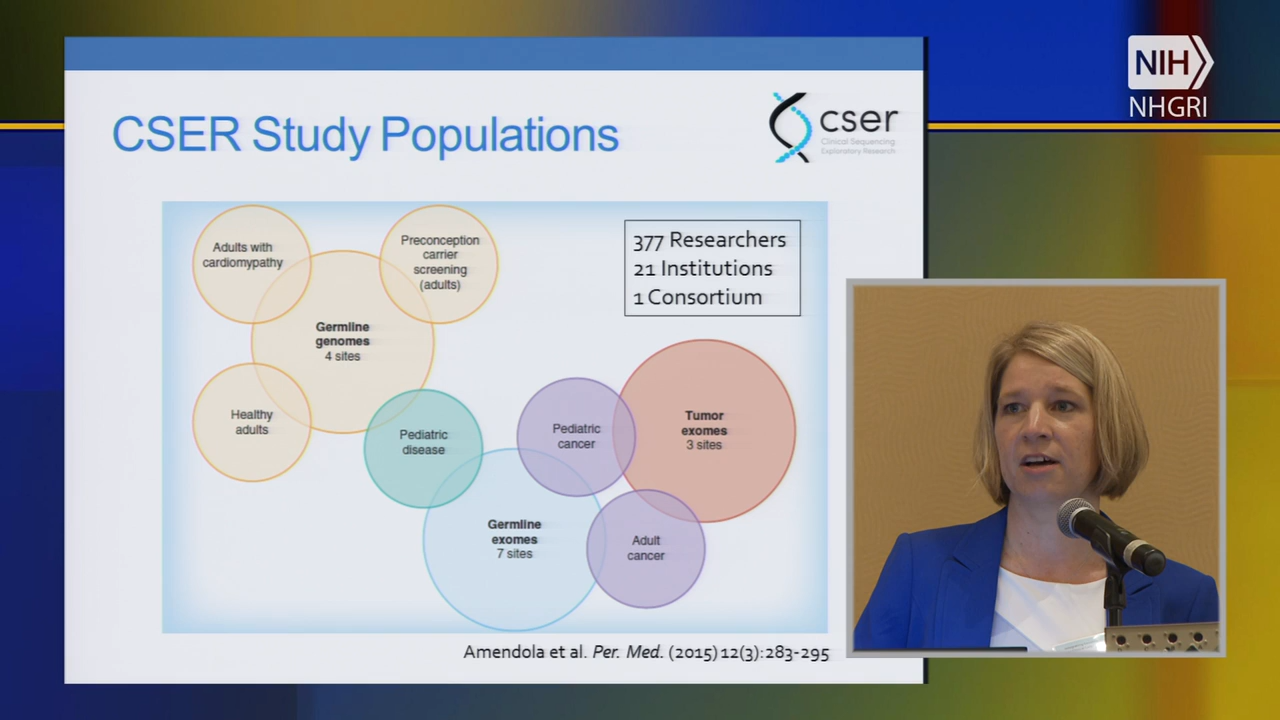 NIH
NHGRI
CSER Study Populations
cser
Clinical Sequencing
Exploratory Research
Adults with
cardiomyopathy
Preconception
carrier
screening
(adults)
377 Researchers
21 Institutions
1 Consortium
Germline
genomes
4 sites
Healthy
adults
Pediatric
disease
Pediatric
cancer
Tumor
exomes
3 sites
Germline
exomes
7 sites
Adult
cancer
Amendola et al. Per. Med. (2015) 12(3):283-295